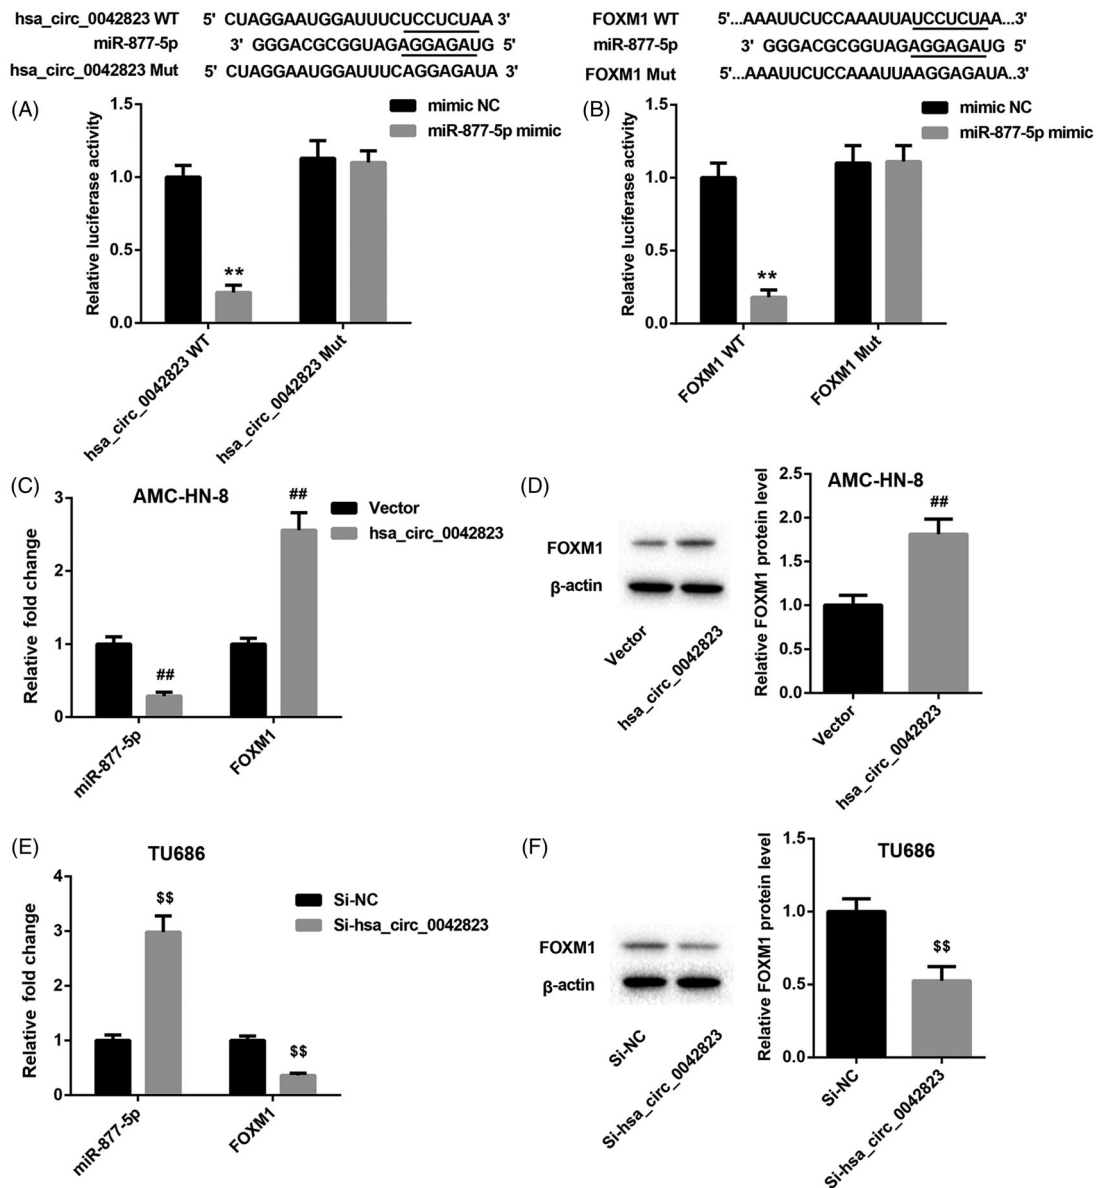 hsa_circ_0042823 WT 5' CUAGGAAUGGAUUUCUCCUCUAA 3'
miR-877-5p 3' GGGACGCGGUAGAGGAGAUG 5'
hsa_circ_0042823 Mut 5' CUAGGAAUGGAUUUCAGGAGAUA 3'
FOXM1 WT 5'...AAAUUCUCCAAAUUAUCCUCUAA...3'
miR-877-5p 3' GGGACGCGGUAGAGGAGAUG 5'
FOXM1 Mut 5'...AAAUUCUCCAAAUUAAGGAGAUA..3'
(A)
mimic NC
miR-877-5p mimic
Relative luciferase activity
1.5
1.0
0.5
0.0
**
hsa_circ_0042823 WT
hsa_circ_0042823 Mut
(B)
mimic NC
miR-877-5p mimic
Relative luciferase activity
1.5
1.0
0.5
0.0
**
FOXM1 WT
FOXM1 Mut
(C)
AMC-HN-8
Vector
hsa_circ_0042823
Relative fold change
3
2
1
0
##
##
miR-877-5p
FOXM1
(D)
FOXM1
β-actin
Vector
hsa_circ_0042823
AMC-HN-8
Relative FOXM1 protein level
2.5
2.0
1.5
1.0
0.5
0.0
##
Vector
hsa_circ_0042823
(E)
TU686
Si-NC
Si-hsa_circ_0042823
Relative fold change
4
3
2
1
0
$$
$$
miR-877-5p
FOXM1
(F)
FOXM1
β-actin
Si-NC
Si-hsa_circ_0042823
TU686
Relative FOXM1 protein level
1.5
1.0
0.5
0.0
$$
Si-NC
Si-hsa_circ_0042823